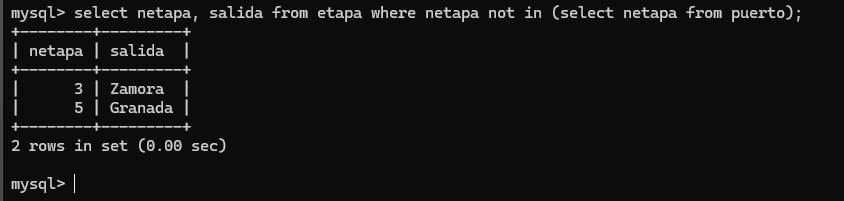 mysql> select netapa, salida from etapa where netapa not in (select netapa from puerto);
+--------+---------+
| netapa | salida  |
+--------+---------+
|      3 | Zamora  |
|      5 | Granada |
+--------+---------+
2 rows in set (0.00 sec)

mysql>